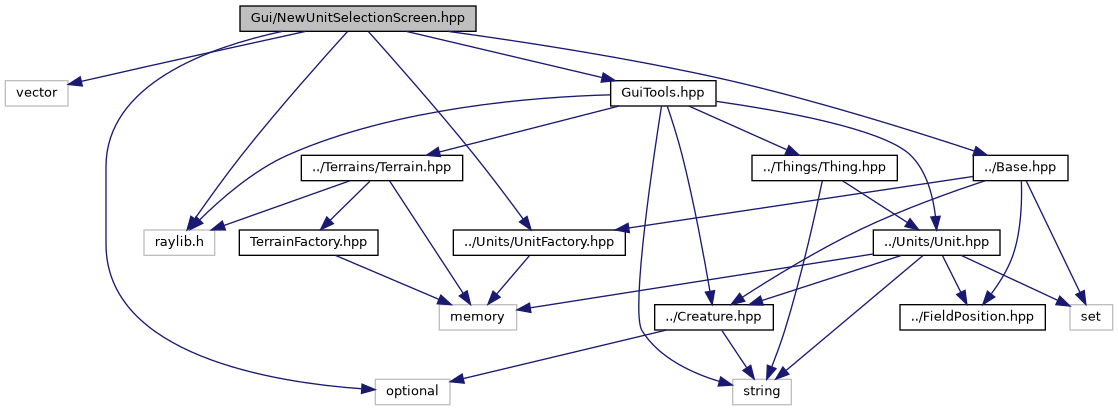 Gui/NewUnitSelectionScreen.hpp
vector
GuiTools.hpp
../Terrains/Terrain.hpp
../Things/Thing.hpp
../Base.hpp
raylib.h
TerrainFactory.hpp
../Units/UnitFactory.hpp
../Units/Unit.hpp
memory
../Creature.hpp
../FieldPosition.hpp
set
optional
string